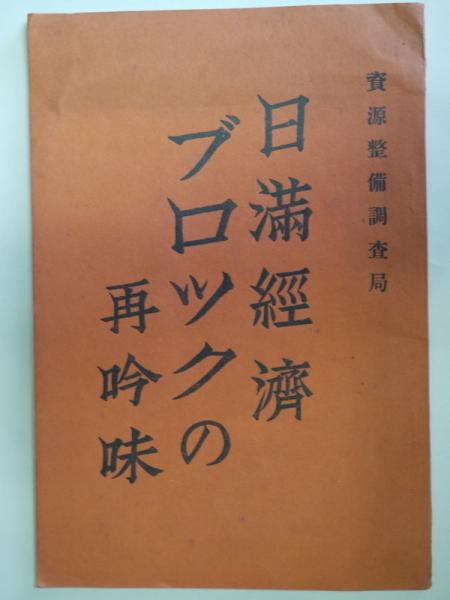 資源整備調査局
日滿經濟
ブロックの
再吟味